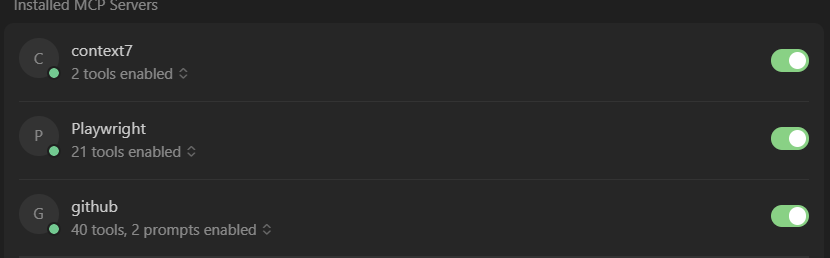 Installed MCP Servers
C
context7
2 tools enabled
P
Playwright
21 tools enabled
G
github
40 tools, 2 prompts enabled